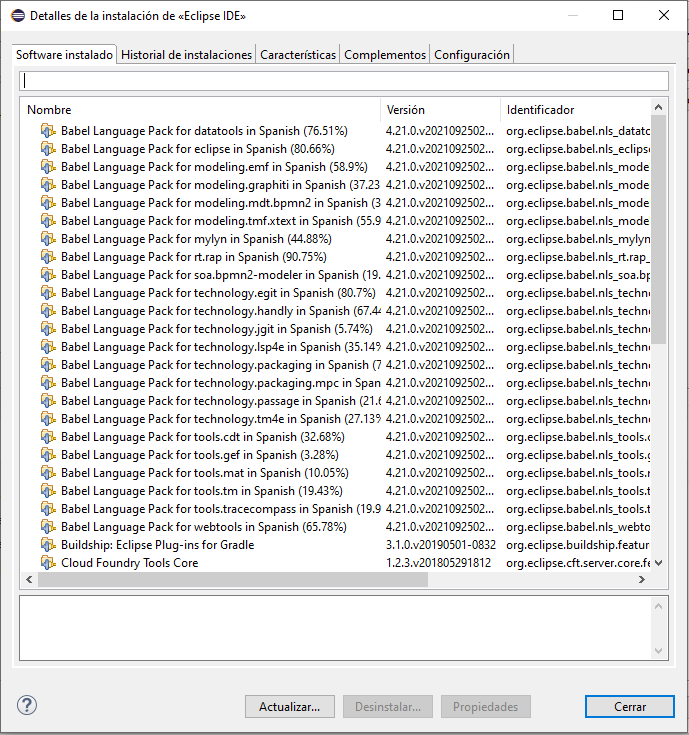 Detalles de la instalación de «Eclipse IDE»
Software instalado Historial de instalaciones Características Complementos Configuración
Nombre Versión Identificador
Babel Language Pack for datatools in Spanish (76.51%) 4.21.0.v2021092502... org.eclipse.babel.nls_datatc
Babel Language Pack for eclipse in Spanish (80.66%) 4.21.0.v2021092502... org.eclipse.babel.nls_eclipse
Babel Language Pack for modeling.emf in Spanish (58.9%) 4.21.0.v2021092502... org.eclipse.babel.nls_mode
Babel Language Pack for modeling.graphiti in Spanish (37.23 4.21.0.v2021092502... org.eclipse.babel.nls_mode
Babel Language Pack for modeling.mdt.bpmn2 in Spanish (3 4.21.0.v2021092502... org.eclipse.babel.nls_mode
Babel Language Pack for modeling.tmf.xtext in Spanish (55.9 4.21.0.v2021092502... org.eclipse.babel.nls_mode
Babel Language Pack for mylyn in Spanish (44.88%) 4.21.0.v2021092502... org.eclipse.babel.nls_mylyn
Babel Language Pack for rt.rap in Spanish (90.75%) 4.21.0.v2021092502... org.eclipse.babel.nls_rt.rap_
Babel Language Pack for soa.bpmn2-modeler in Spanish (19. 4.21.0.v2021092502... org.eclipse.babel.nls_soa.bp
Babel Language Pack for technology.egit in Spanish (80.7%) 4.21.0.v2021092502... org.eclipse.babel.nls_techno
Babel Language Pack for technology.handly in Spanish (67.44 4.21.0.v2021092502... org.eclipse.babel.nls_techno
Babel Language Pack for technology.jgit in Spanish (5.74%) 4.21.0.v2021092502... org.eclipse.babel.nls_techno
Babel Language Pack for technology.lsp4e in Spanish (35.14% 4.21.0.v2021092502... org.eclipse.babel.nls_techno
Babel Language Pack for technology.packaging in Spanish (7 4.21.0.v2021092502... org.eclipse.babel.nls_techno
Babel Language Pack for technology.packaging.mpc in Span 4.21.0.v2021092502... org.eclipse.babel.nls_techno
Babel Language Pack for technology.passage in Spanish (21.6 4.21.0.v2021092502... org.eclipse.babel.nls_techno
Babel Language Pack for technology.tm4e in Spanish (27.13% 4.21.0.v2021092502... org.eclipse.babel.nls_techno
Babel Language Pack for tools.cdt in Spanish (32.68%) 4.21.0.v2021092502... org.eclipse.babel.nls_tools.c
Babel Language Pack for tools.gef in Spanish (3.28%) 4.21.0.v2021092502... org.eclipse.babel.nls_tools.g
Babel Language Pack for tools.mat in Spanish (10.05%) 4.21.0.v2021092502... org.eclipse.babel.nls_tools.r
Babel Language Pack for tools.tm in Spanish (19.43%) 4.21.0.v2021092502... org.eclipse.babel.nls_tools.t
Babel Language Pack for tools.tracecompass in Spanish (19.9 4.21.0.v2021092502... org.eclipse.babel.nls_tools.t
Babel Language Pack for webtools in Spanish (65.78%) 4.21.0.v2021092502... org.eclipse.babel.nls_webto
Buildship: Eclipse Plug-ins for Gradle 3.1.0.v20190501-0832 org.eclipse.buildship.featur
Cloud Foundry Tools Core 1.2.3.v201805291812 org.eclipse.cft.server.core.fe
? Actualizar... Desinstalar... Propiedades Cerrar